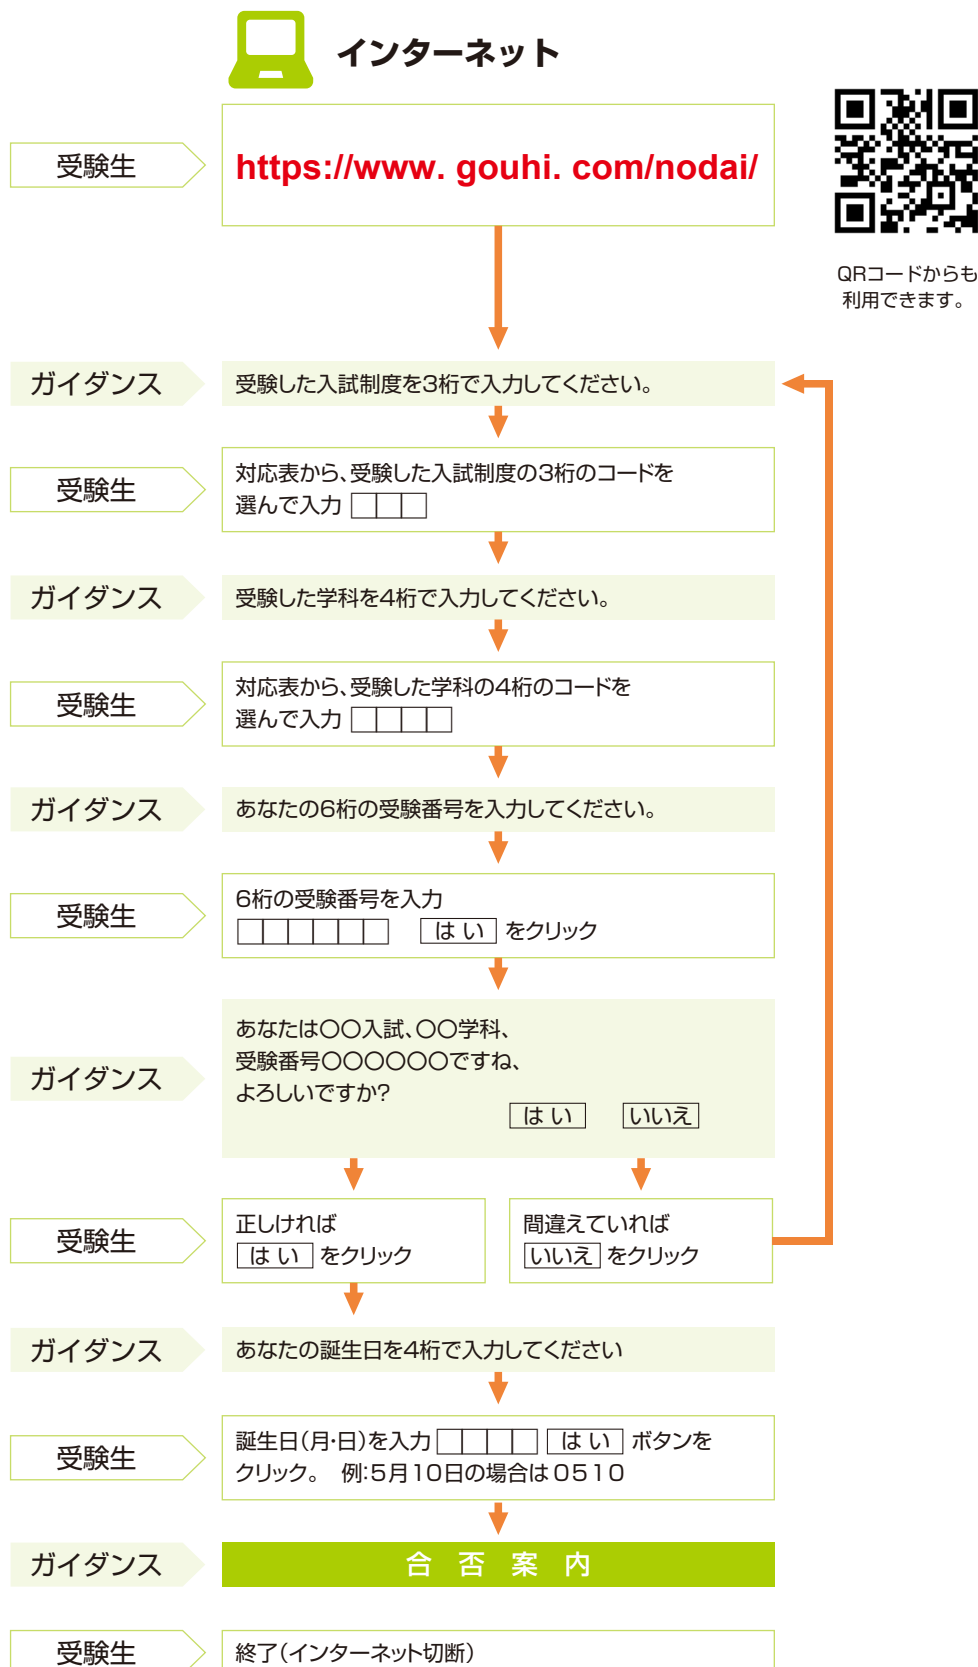 インターネット
受験生
https://www. gouhi. com/nodai/
QRコードからも
利用できます。
ガイダンス
受験した入試制度を3桁で入力してください。
受験生
対応表から、受験した入試制度の3桁のコードを
選んで入力
ガイダンス
受験した学科を4桁で入力してください。
受験生
対応表から、受験した学科の4桁のコードを
選んで入力
ガイダンス
あなたの6桁の受験番号を入力してください。
受験生
6桁の受験番号を入力
はい をクリック
ガイダンス
あなたは○○入試、○○学科、
受験番号○○○○○○ですね、
よろしいですか?
はい いいえ
受験生
正しければ
はい をクリック
間違えていれば
いいえ をクリック
ガイダンス
あなたの誕生日を4桁で入力してください
受験生
誕生日(月・日)を入力 はい ボタンを
クリック。 例:5月10日の場合は0510
ガイダンス
合 否 案 内
受験生
終了(インターネット切断)